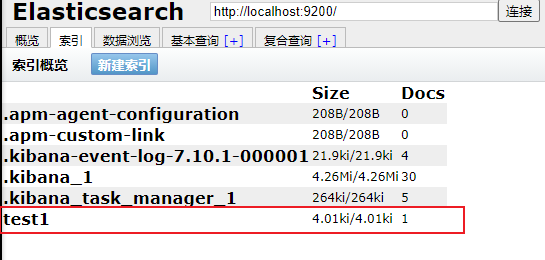 Elasticsearch http://localhost:9200/ 连接
概览 索引 数据浏览 基本查询 [+] 复合查询 [+]
索引概览 新建索引
Size Docs
.apm-agent-configuration 208B/208B 0
.apm-custom-link 208B/208B 0
.kibana-event-log-7.10.1-000001 21.9ki/21.9ki 4
.kibana_1 4.26Mi/4.26Mi 30
.kibana_task_manager_1 264ki/264ki 5
test1 4.01ki/4.01ki 1